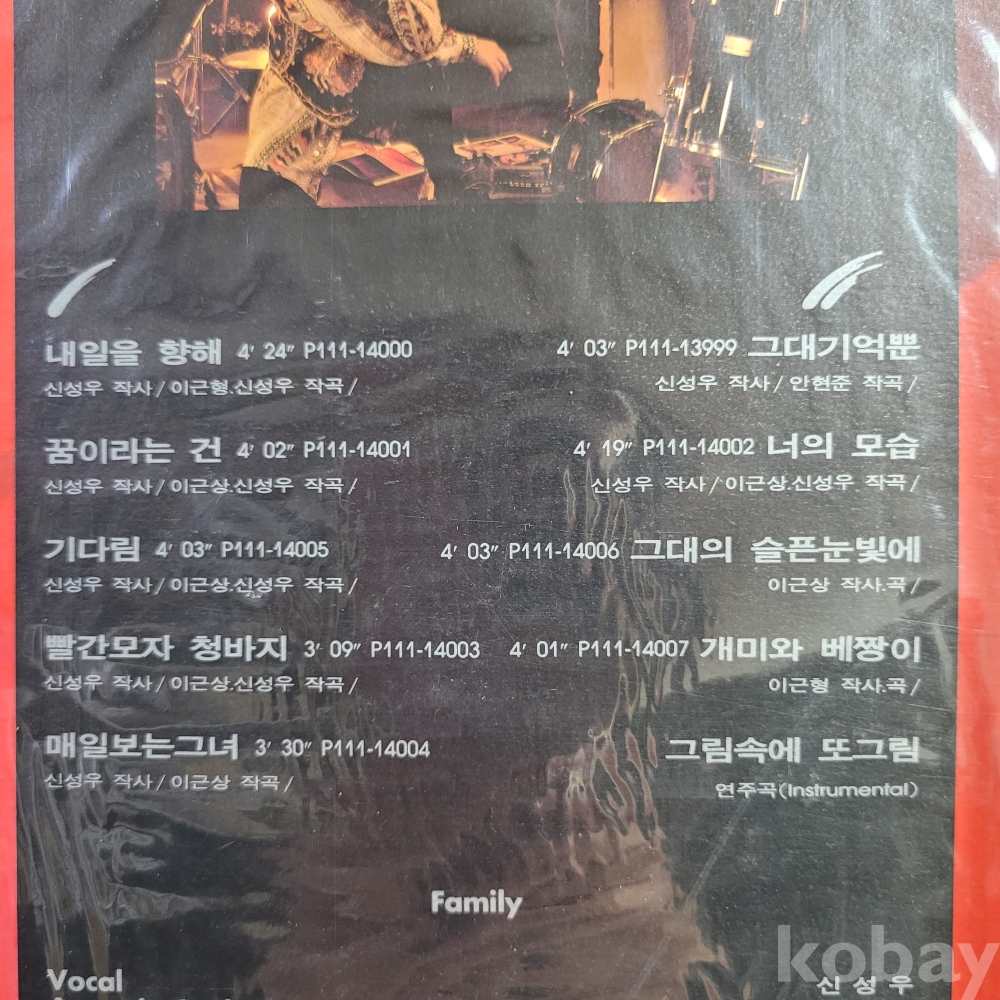 내일을 향해 4′ 24″ P111-14000
신성우 작사/이근형.신성우 작곡/
꿈이라는 건 4′ 02″ P111-14001
신성우 작사/이근상.신성우 작곡/
기다림 4′ 03″ P111-14005
신성우 작사/이근상.신성우 작곡/
빨간모자 청바지 3′ 09″ P111-14003
신성우 작사/이근상.신성우 작곡/
매일보는그녀 3′ 30″ P111-14004
신성우 작사/이근상 작곡/
4′ 03″ P111-13999 그대기억뿐
신성우 작사/안현준 작곡/
4′ 19″ P111-14002 너의 모습
신성우 작사/이근상.신성우 작곡/
4′ 03″ P111-14006 그대의 슬픈눈빛에
이근상 작사.곡/
4′ 01″ P111-14007 개미와 베짱이
이근형 작사.곡/
그림속에 또그림
연주곡(Instrumental)
Family
Vocal 신성우
kobay